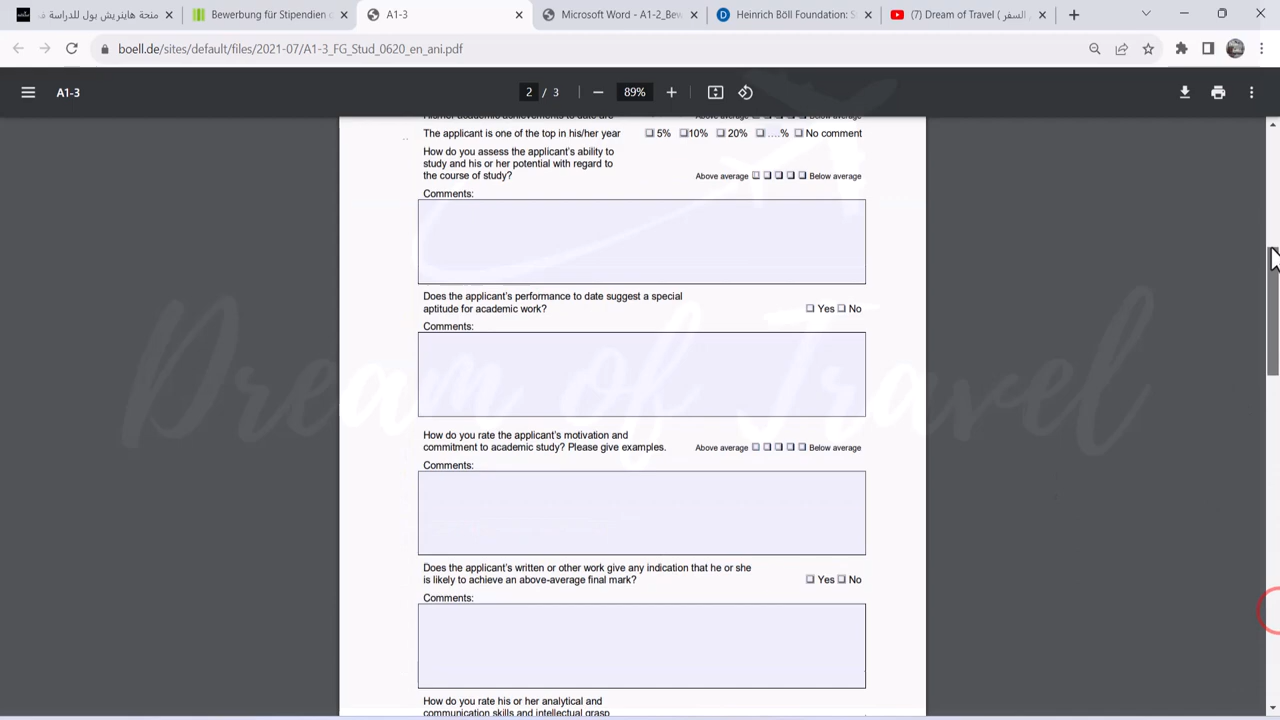 منحة هاينريش بول للدراسة ف
Bewerbung für Stipendien c
A1-3
Microsoft Word - A1-2_Bew
Heinrich Böll Foundation: S
(7) Dream of Travel ( السفر
boell.de/sites/default/files/2021-07/A1-3_FG_Stud_0620_en_ani.pdf
A1-3
2 / 3
89%
The applicant is one of the top in his/her year 5% 10% 20% ....% No comment
How do you assess the applicant's ability to
study and his or her potential with regard to
the course of study? Above average Below average
Comments:
Does the applicant's performance to date suggest a special
aptitude for academic work? Yes No
Comments:
How do you rate the applicant's motivation and
commitment to academic study? Please give examples. Above average Below average
Comments:
Does the applicant's written or other work give any indication that he or she
is likely to achieve an above-average final mark? Yes No
Comments:
How do you rate his or her analytical and
communication skills and intellectual grasp
Dream of Travel